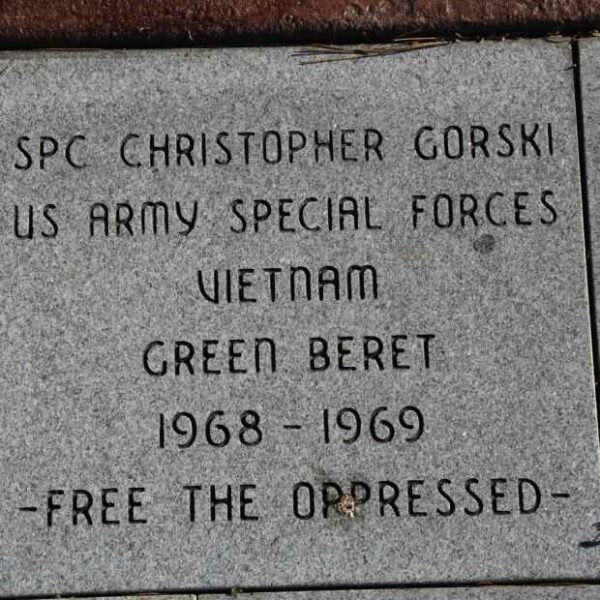 SPC CHRISTOPHER GORSKI
US ARMY SPECIAL FORCES
VIETNAM
GREEN BERET
1968 - 1969
-FREE THE OPPRESSED-